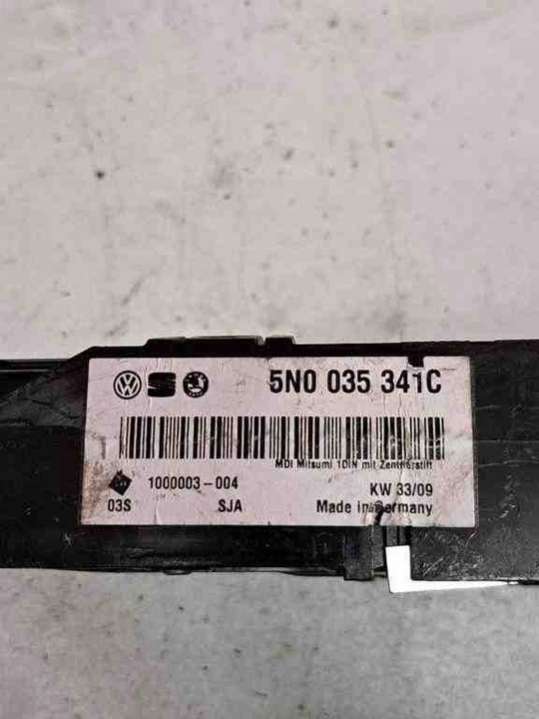 5N0 035 341C
MDI Mitsumi 1DIN mit Zentrierstift
1000003-004
KW 33/09
03S SJA Made in Germany